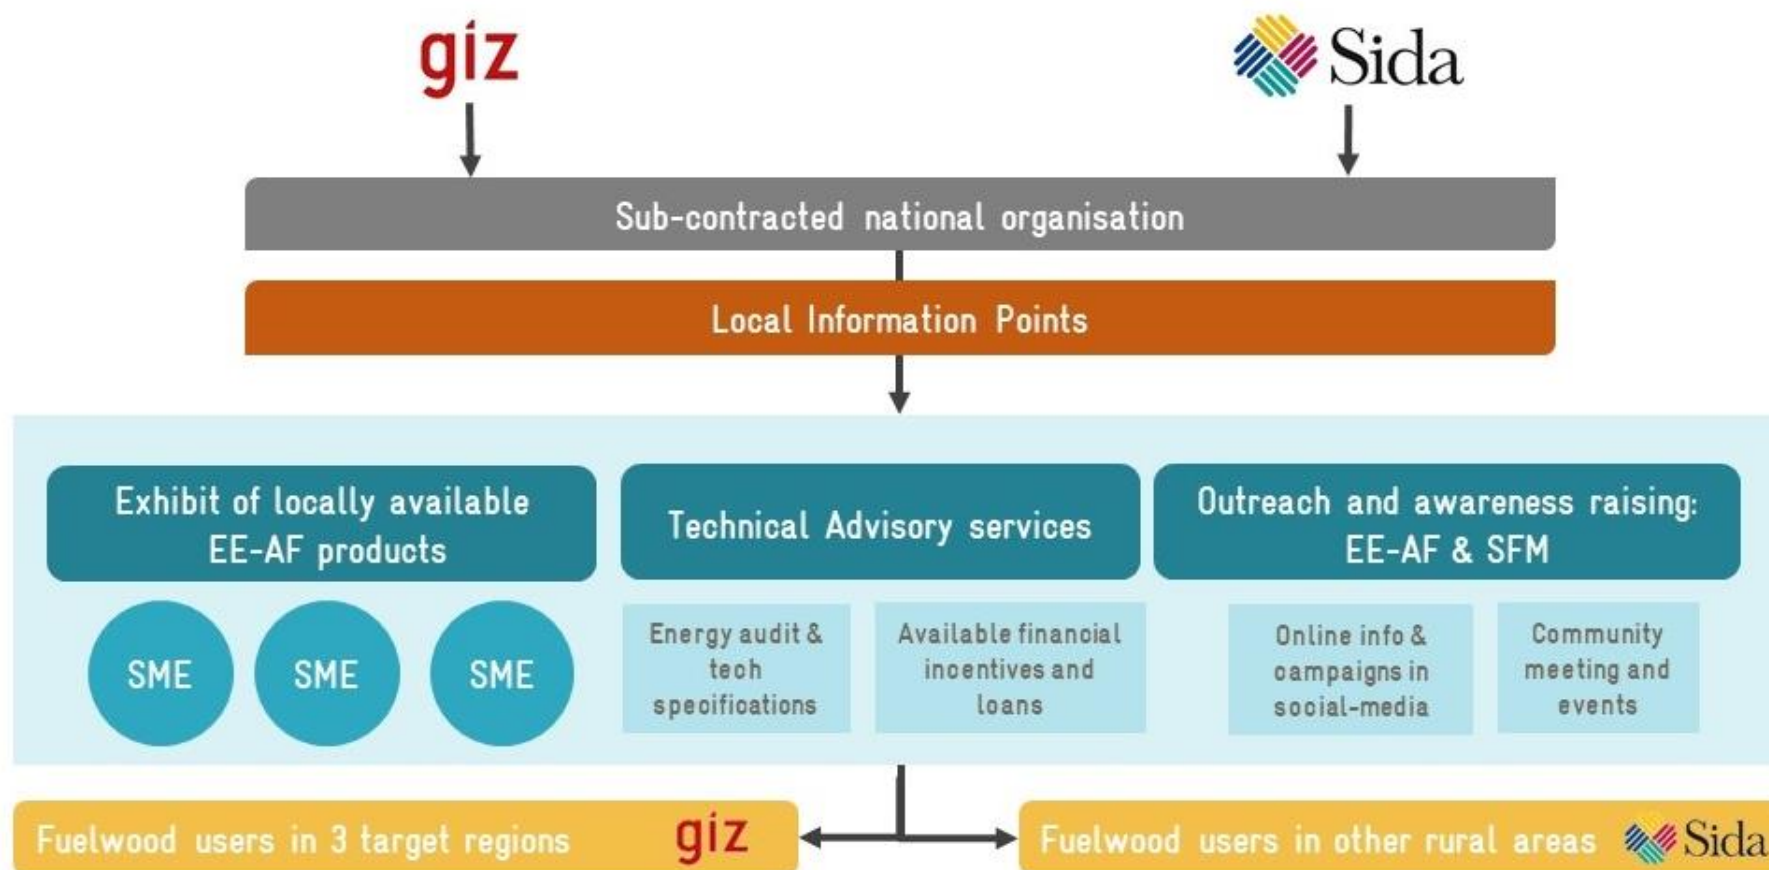 giz
Sida
Sub-contracted national organisation
Local Information Points
Exhibit of locally available
EE-AF products
Technical Advisory services
Outreach and awareness raising:
EE-AF & SFM
SME
SME
SME
Energy audit &
tech
specifications
Available financial
incentives and
loans
Online info &
campaigns in
social-media
Community
meeting and
events
Fuelwood users in 3 target regions
giz
Fuelwood users in other rural areas
Sida